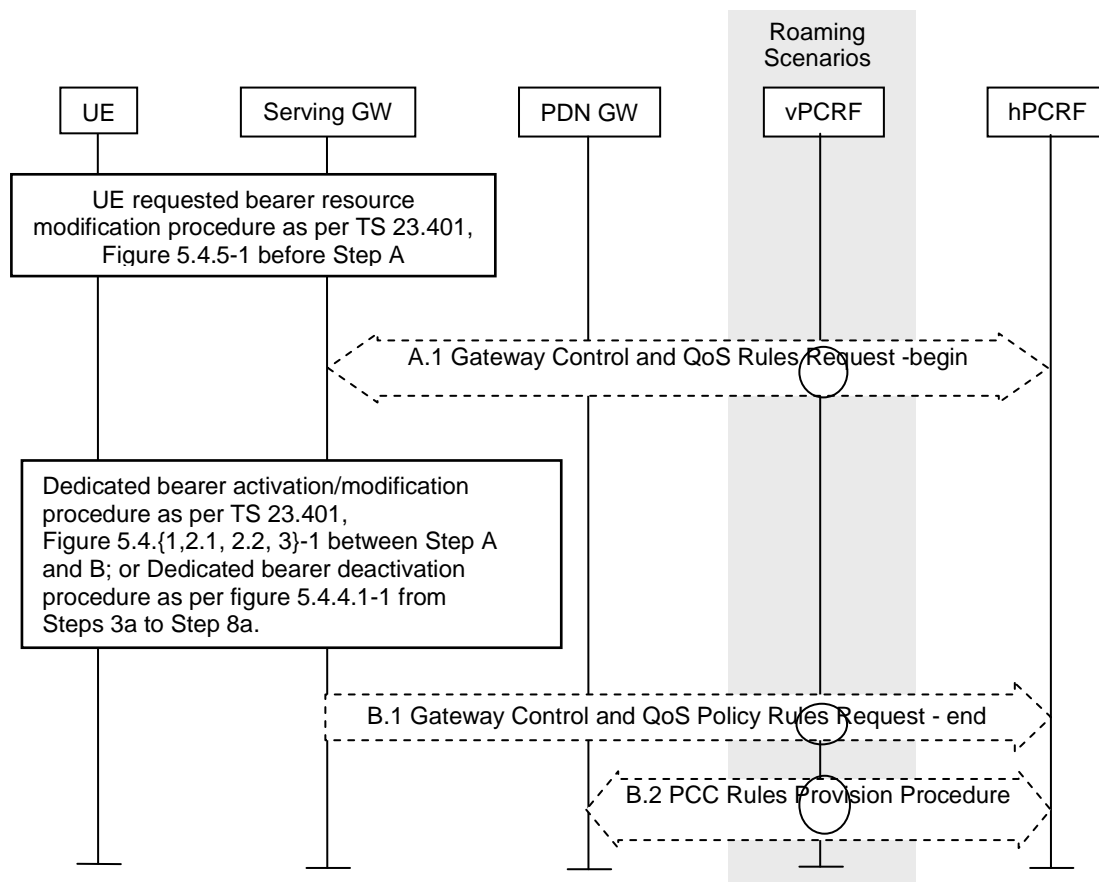 Roaming
Scenarios
UE
Serving GW
PDN GW
vPCRF
hPCRF
UE requested bearer resource
modification procedure as per TS 23.401,
Figure 5.4.5-1 before Step A
A.1 Gateway Control and QoS Rules Request -begin
Dedicated bearer activation/modification
procedure as per TS 23.401,
Figure 5.4.{1,2.1, 2.2, 3}-1 between Step A
and B; or Dedicated bearer deactivation
procedure as per figure 5.4.4.1-1 from
Steps 3a to Step 8a.
B.1 Gateway Control and QoS Policy Rules Request - end
B.2 PCC Rules Provision Procedure